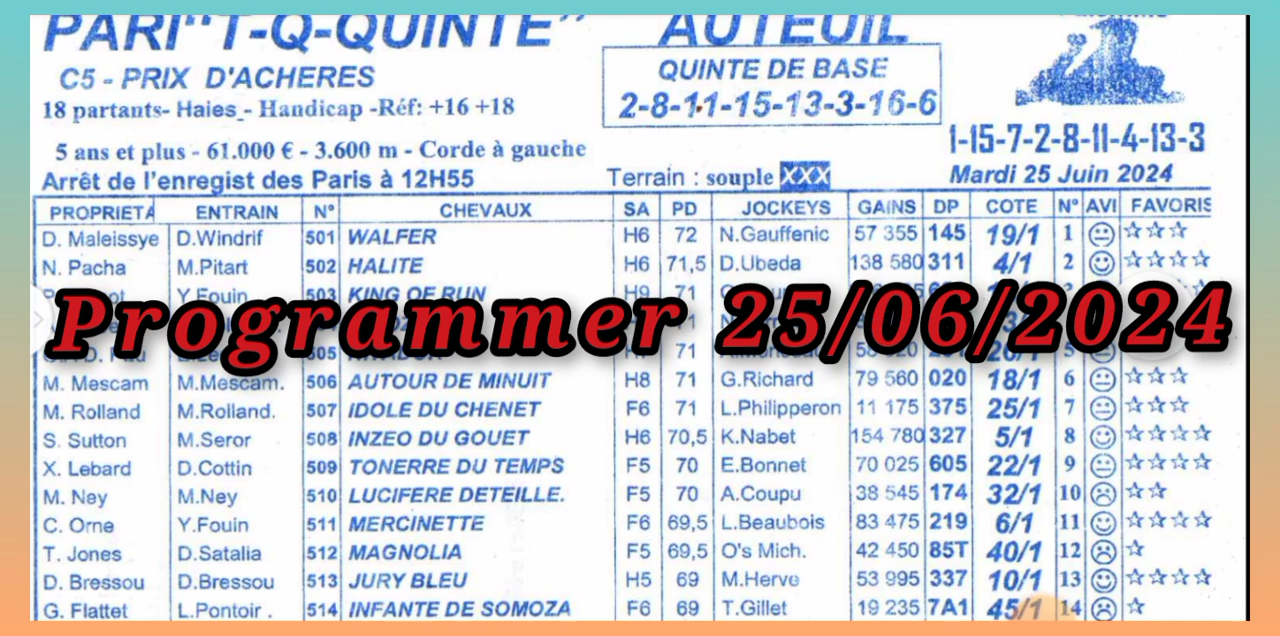 PARI“T-Q-QUINTE” AUTEUIL
C5 - PRIX D'ACHERES
18 partants- Haies - Handicap -Réf: +16 +18
QUINTE DE BASE
2-8-11-15-13-3-16-6
1-15-7-2-8-11-4-13-3
5 ans et plus - 61.000 € - 3.600 m - Corde à gauche
Arrêt de l'enregist des Paris à 12H55
Terrain : souple XXX
Mardi 25 Juin 2024
PROPRIETA ENTRAIN N° CHEVAUX SA PD JOCKEYS GAINS DP COTE N° AVI FAVORIS
D. Maleissye D.Windrif 501 WALFER H6 72 N.Gauffenic 57 355 145 19/1 1
N. Pacha M.Pitart 502 HALITE H6 71,5 D.Ubeda 138 580 311 4/1 2
Y.Fouin 503 KING OF RUN H9 71
Programmer 25/06/2024
505 71
M. Mescam M.Mescam. 506 AUTOUR DE MINUIT H8 71 G.Richard 79 560 020 18/1 6
M. Rolland M.Rolland. 507 IDOLE DU CHENET F6 71 L.Philipperon 11 175 375 25/1 7
S. Sutton M.Seror 508 INZEO DU GOUET H6 70,5 K.Nabet 154 780 327 5/1 8
X. Lebard D.Cottin 509 TONERRE DU TEMPS F5 70 E.Bonnet 70 025 605 22/1 9
M. Ney M.Ney 510 LUCIFERE DETEILLE. F5 70 A.Coupu 38 545 174 32/1 10
C. Orne Y.Fouin 511 MERCINETTE F6 69,5 L.Beaubois 83 475 219 6/1 11
T. Jones D.Satalia 512 MAGNOLIA F5 69,5 O's Mich. 42 450 85T 40/1 12
D. Bressou D.Bressou 513 JURY BLEU H5 69 M.Herve 53 995 337 10/1 13
G. Flattet L.Pontoir . 514 INFANTE DE SOMOZA F6 69 T.Gillet 19 235 7A1 45/1 14